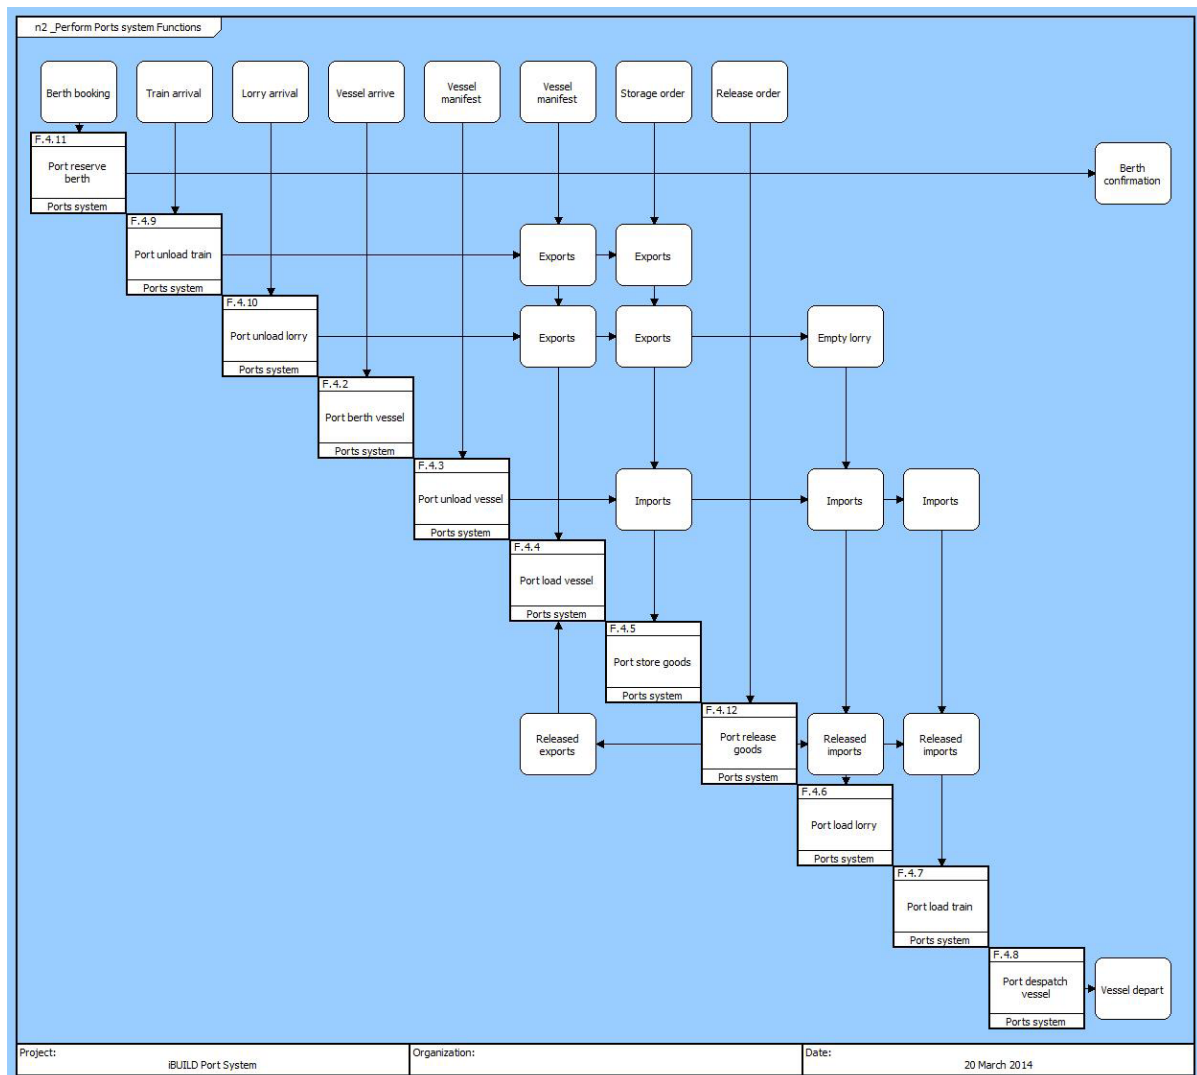 n2 _Perform Ports system Functions
Berth booking
Train arrival
Lorry arrival
Vessel arrive
Vessel
manifest
Vessel
manifest
Storage order
Release order
F.4.11
Port reserve
berth
Ports system
Berth
confirmation
F.4.9
Port unload train
Ports system
Exports
Exports
F.4.10
Port unload lorry
Ports system
Exports
Exports
Empty lorry
F.4.2
Port berth vessel
Ports system
F.4.3
Port unload vessel
Ports system
Imports
Imports
Imports
F.4.4
Port load vessel
Ports system
F.4.5
Port store goods
Ports system
Released
exports
F.4.12
Port release
goods
Ports system
Released
imports
Released
imports
F.4.6
Port load lorry
Ports system
F.4.7
Port load train
Ports system
F.4.8
Port despatch
vessel
Ports system
Vessel depart
Project:
iBUILD Port System
Organization:
Date:
20 March 2014